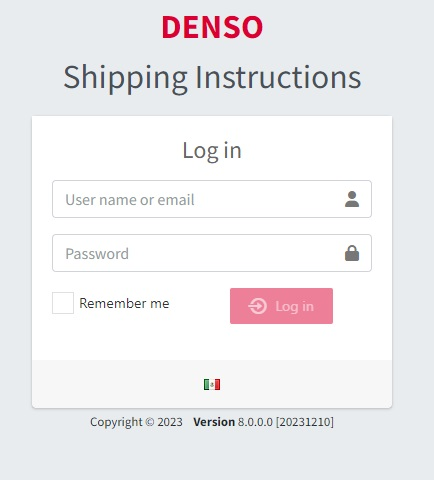 DENSO
Shipping Instructions
Log in
User name or email
Password
Remember me
Log in
Copyright © 2023 Version 8.0.0.0 [20231210]